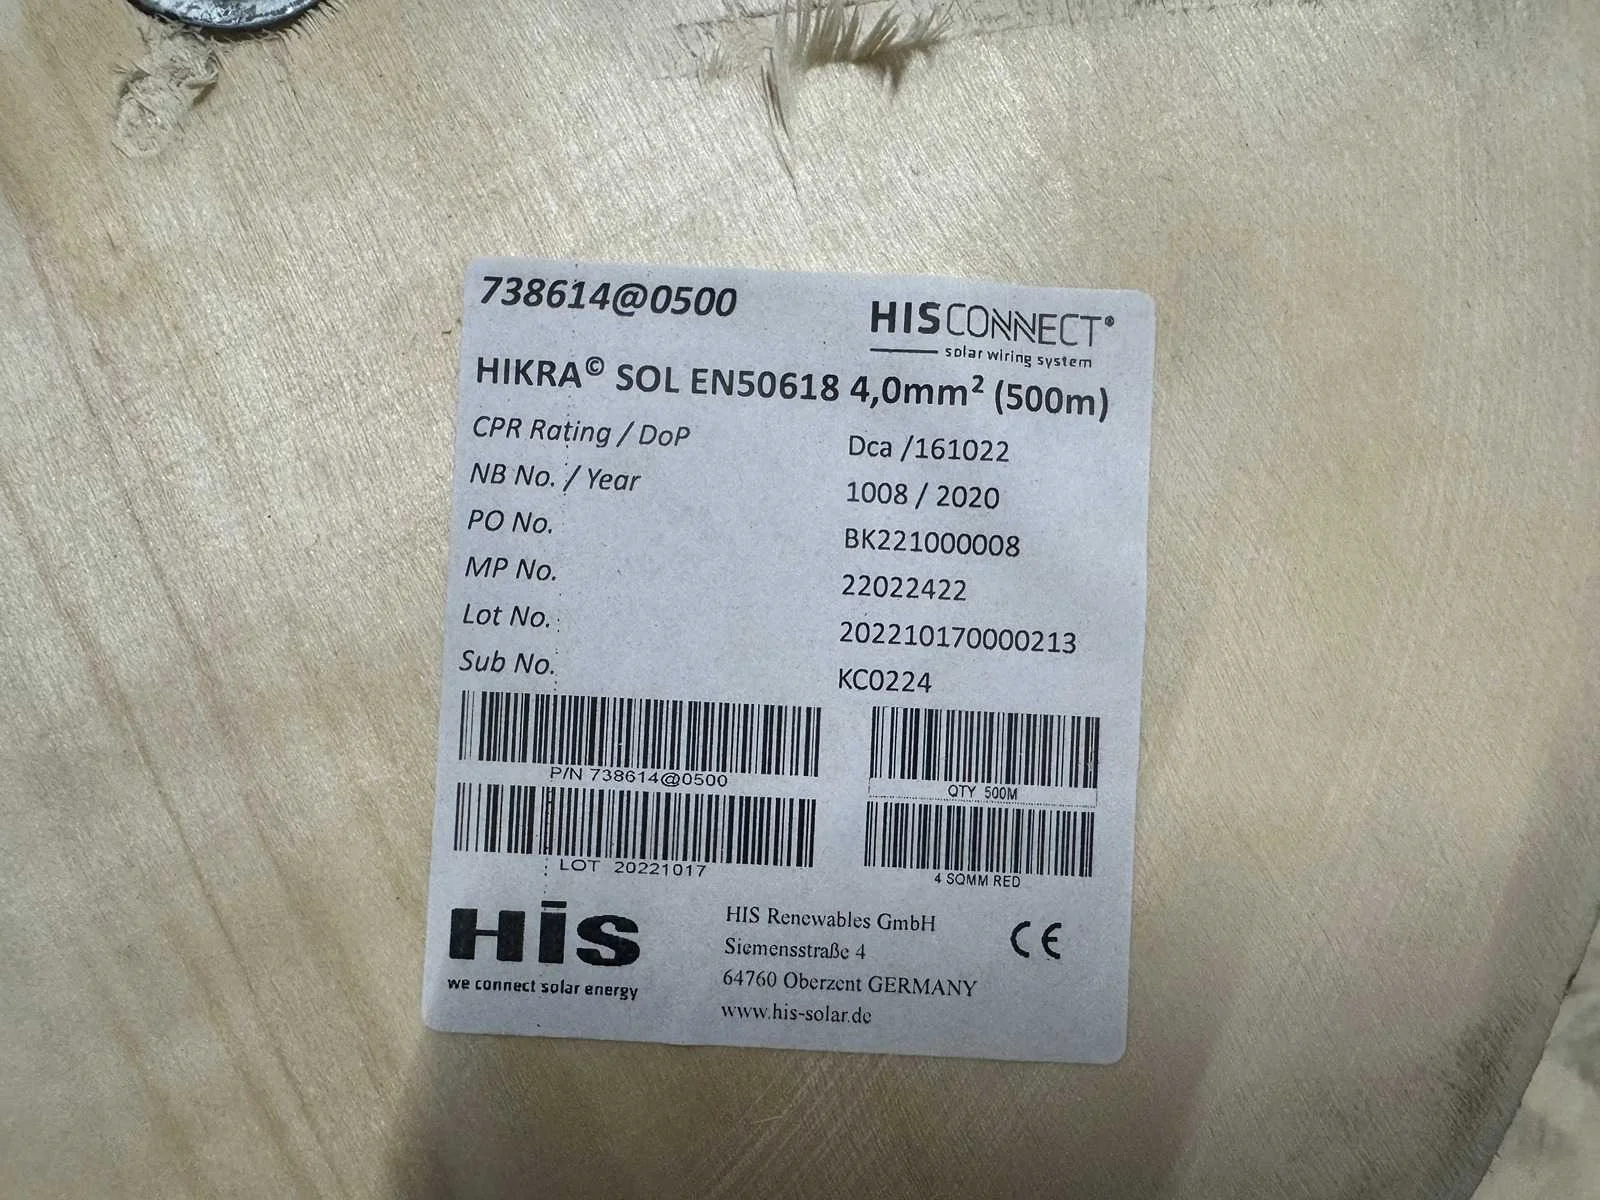 738614@0500
HISCONNECT®
solar wiring system
HIKRA© SOL EN50618 4,0mm² (500m)
CPR Rating / DoP Dca /161022
NB No. / Year 1008 / 2020
PO No. BK221000008
MP No. 22022422
Lot No. 202210170000213
Sub No. KC0224
P/N 738614@0500
QTY 500M
LOT 20221017
4 SQMM RED
HIS
we connect solar energy
HIS Renewables GmbH
Siemensstraße 4
64760 Oberzent GERMANY
www.his-solar.de
CE